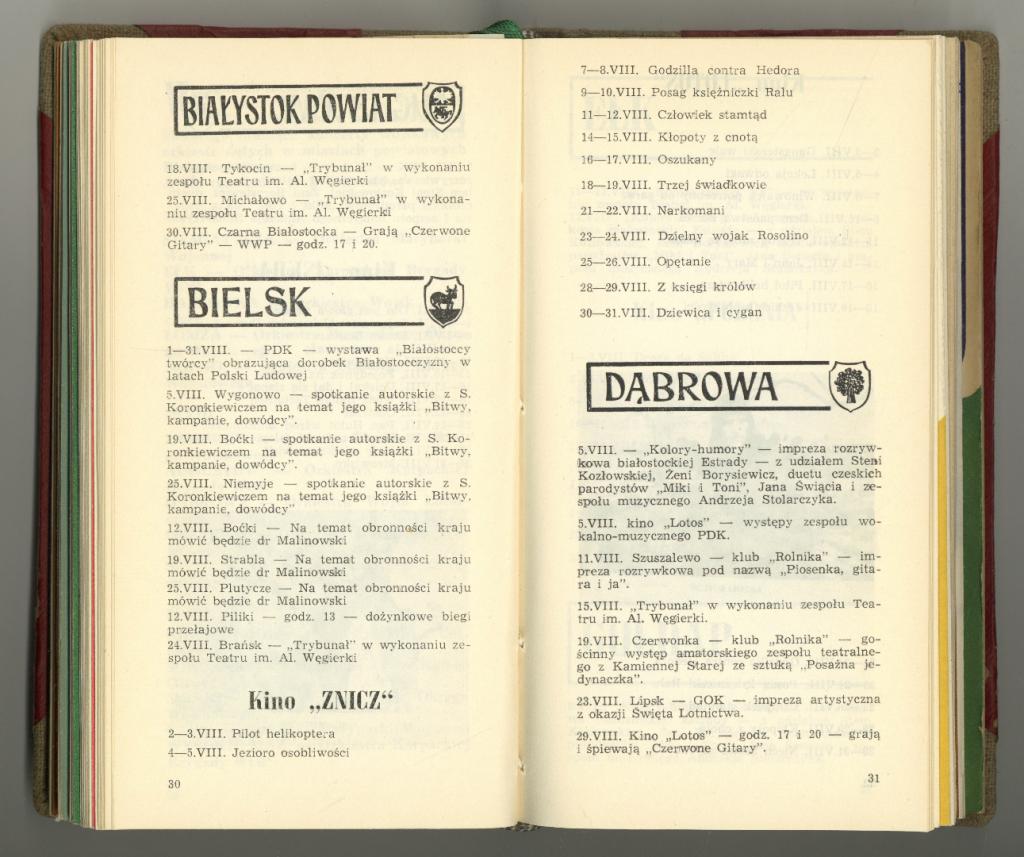 BIAŁYSTOK POWIAT
18.VIII. Tykocin — „Trybunał” w wykonaniu
zespołu Teatru im. Al. Węgierki
25.VIII. Michałowo — „Trybunał” w wykona-
niu zespołu Teatru im. Al. Węgierki
30.VIII. Czarna Białostocka — Grają „Czerwone
Gitary” — WWP — godz. 17 i 20.
BIELSK
1—31.VIII. — PDK — wystawa „Białostoccy
twórcy” obrazująca dorobek Białostocczyzny w
latach Polski Ludowej
5.VIII. Wygonowo — spotkanie autorskie z S.
Koronkiewiczem na temat jego książki „Bitwy,
kampanie, dowódcy”.
19.VIII. Boćki — spotkanie autorskie z S. Ko-
ronkiewiczem na temat jego książki „Bitwy,
kampanie, dowódcy”.
25.VIII. Niemyje — spotkanie autorskie z S.
Koronkiewiczem na temat jego książki „Bitwy,
kampanie, dowódcy”
12.VIII. Boćki — Na temat obronności kraju
mówić będzie dr Malinowski
19.VIII. Strabla — Na temat obronności kraju
mówić będzie dr Malinowski
25.VIII. Plutycze — Na temat obronności kraju
mówić będzie dr Malinowski
12.VIII. Piliki — godz. 13 — dożynkowe biegi
przełajowe
24.VIII. Brańsk — „Trybunał” w wykonaniu ze-
społu Teatru im. Al. Węgierki
Kino „ZNICZ“
2—3.VIII. Pilot helikoptera
4—5.VIII. Jezioro osobliwości
30
7—8.VIII. Godzilla contra Hedora
9—10.VIII. Posag księżniczki Ralu
11—12.VIII. Człowiek stamtąd
14—15.VIII. Kłopoty z cnotą
16—17.VIII. Oszukany
18—19.VIII. Trzej świadkowie
21—22.VIII. Narkomani
23—24.VIII. Dzielny wojak Rosolino
25—26.VIII. Opętanie
28—29.VIII. Z księgi królów
30—31.VIII. Dziewica i cygan
DĄBROWA
5.VIII. — „Kolory-humory” — impreza rozryw-
kowa białostockiej Estrady — z udziałem Steni
Kozłowskiej, Żeni Borysiewicz, duetu czeskich
parodystów „Miki i Toni”, Jana Święcia i ze-
społu muzycznego Andrzeja Stolarczyka.
5.VIII. kino „Lotos” — występy zespołu wo-
kalno-muzycznego PDK.
11.VIII. Szuszalewo — klub „Rolnika” — im-
preza rozrywkowa pod nazwą „Piosenka, gita-
ra i ja”.
15.VIII. „Trybunał” w wykonaniu zespołu Tea-
tru im. Al. Węgierki.
19.VIII. Czerwonka — klub „Rolnika” — go-
ścinny występ amatorskiego zespołu teatralne-
go z Kamiennej Starej ze sztuką „Posażna je-
dynaczka”.
23.VIII. Lipsk — GOK — impreza artystyczna
z okazji Święta Lotnictwa.
29.VIII. Kino „Lotos” — godz. 17 i 20 — grają
i śpiewają „Czerwone Gitary”.
31